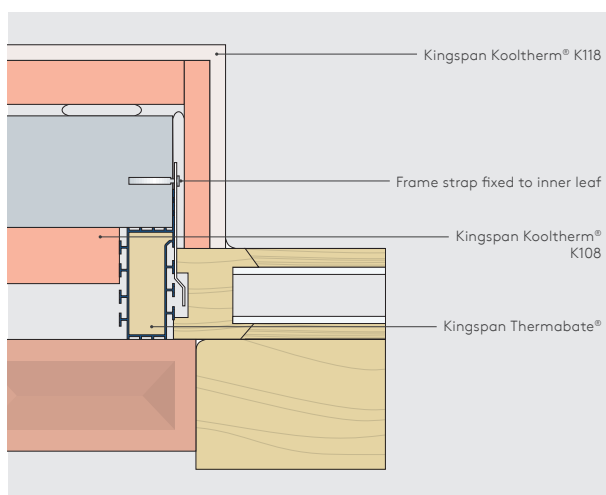 Kingspan Kooltherm® K118
Frame strap fixed to inner leaf
Kingspan Kooltherm®
K108
Kingspan Thermabate®